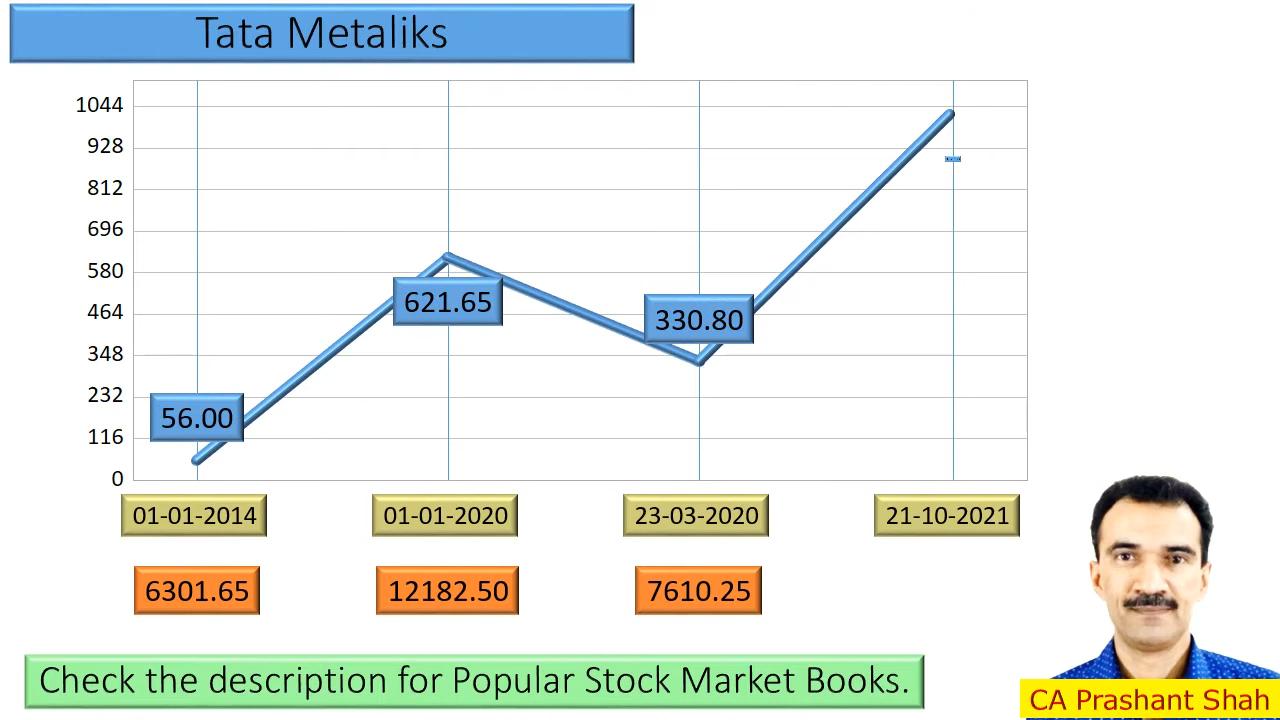 Tata Metaliks
1044
928
812
696
580
464
348
232
116
0
56.00
621.65
330.80
01-01-2014 01-01-2020 23-03-2020 21-10-2021
6301.65 12182.50 7610.25
Check the description for Popular Stock Market Books.
CA Prashant Shah